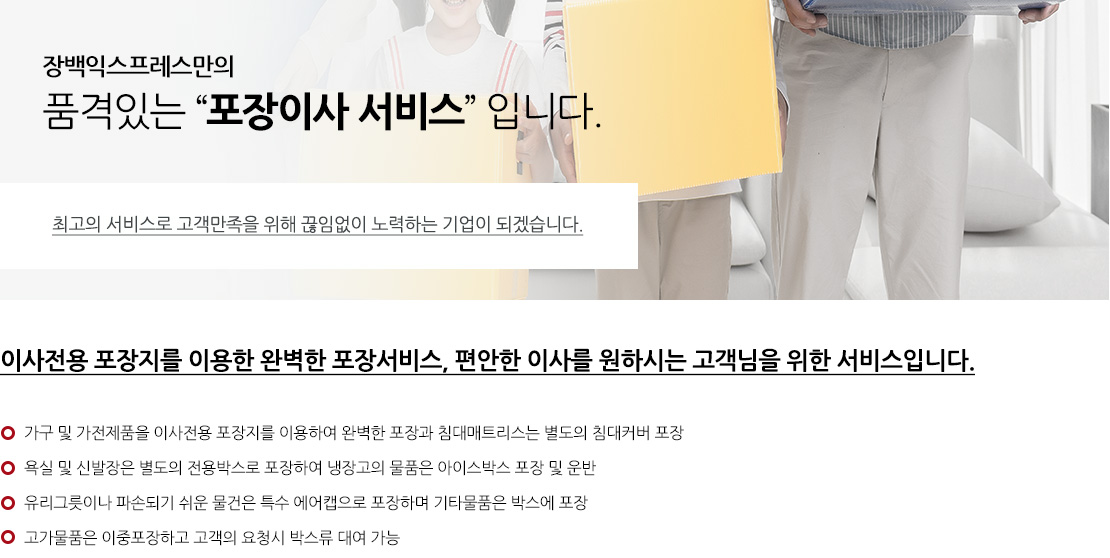 장백익스프레스만의
품격있는 “포장이사 서비스” 입니다.
최고의 서비스로 고객만족을 위해 끊임없이 노력하는 기업이 되겠습니다.
이사전용 포장지를 이용한 완벽한 포장서비스, 편안한 이사를 원하시는 고객님을 위한 서비스입니다.
가구 및 가전제품을 이사전용 포장지를 이용하여 완벽한 포장과 침대매트리스는 별도의 침대커버 포장
욕실 및 신발장은 별도의 전용박스로 포장하여 냉장고의 물품은 아이스박스 포장 및 운반
유리그릇이나 파손되기 쉬운 물건은 특수 에어캡으로 포장하며 기타물품은 박스에 포장
고가물품은 이중포장하고 고객의 요청시 박스류 대여 가능